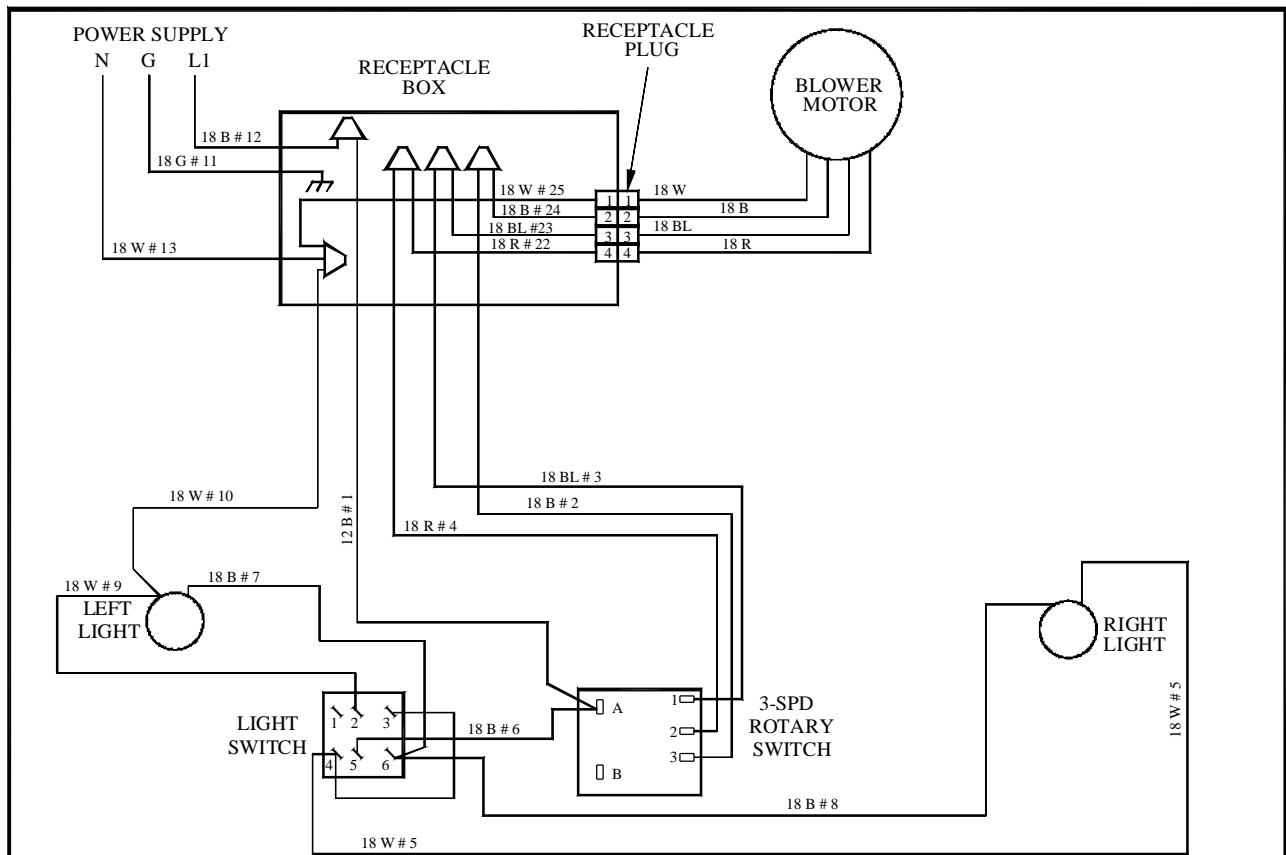 POWER SUPPLY
N G L1
RECEPTACLE
BOX
RECEPTACLE
PLUG
BLOWER
MOTOR
18 B # 12
18 G # 11
18 W # 25
18 B # 24
18 BL #23
18 R # 22
18 W # 13
1 1
2 2
3 3
4 4
18 W
18 B
18 BL
18 R
18 BL # 3
18 B # 2
18 R # 4
12 B # 1
18 W # 10
18 W # 9
18 B # 7
LEFT
LIGHT
RIGHT
LIGHT
18 W # 5
LIGHT
SWITCH
1 2 3
4 5 6
18 B # 6
A
B
1
2
3
3-SPD
ROTARY
SWITCH
18 B # 8
18 W # 5